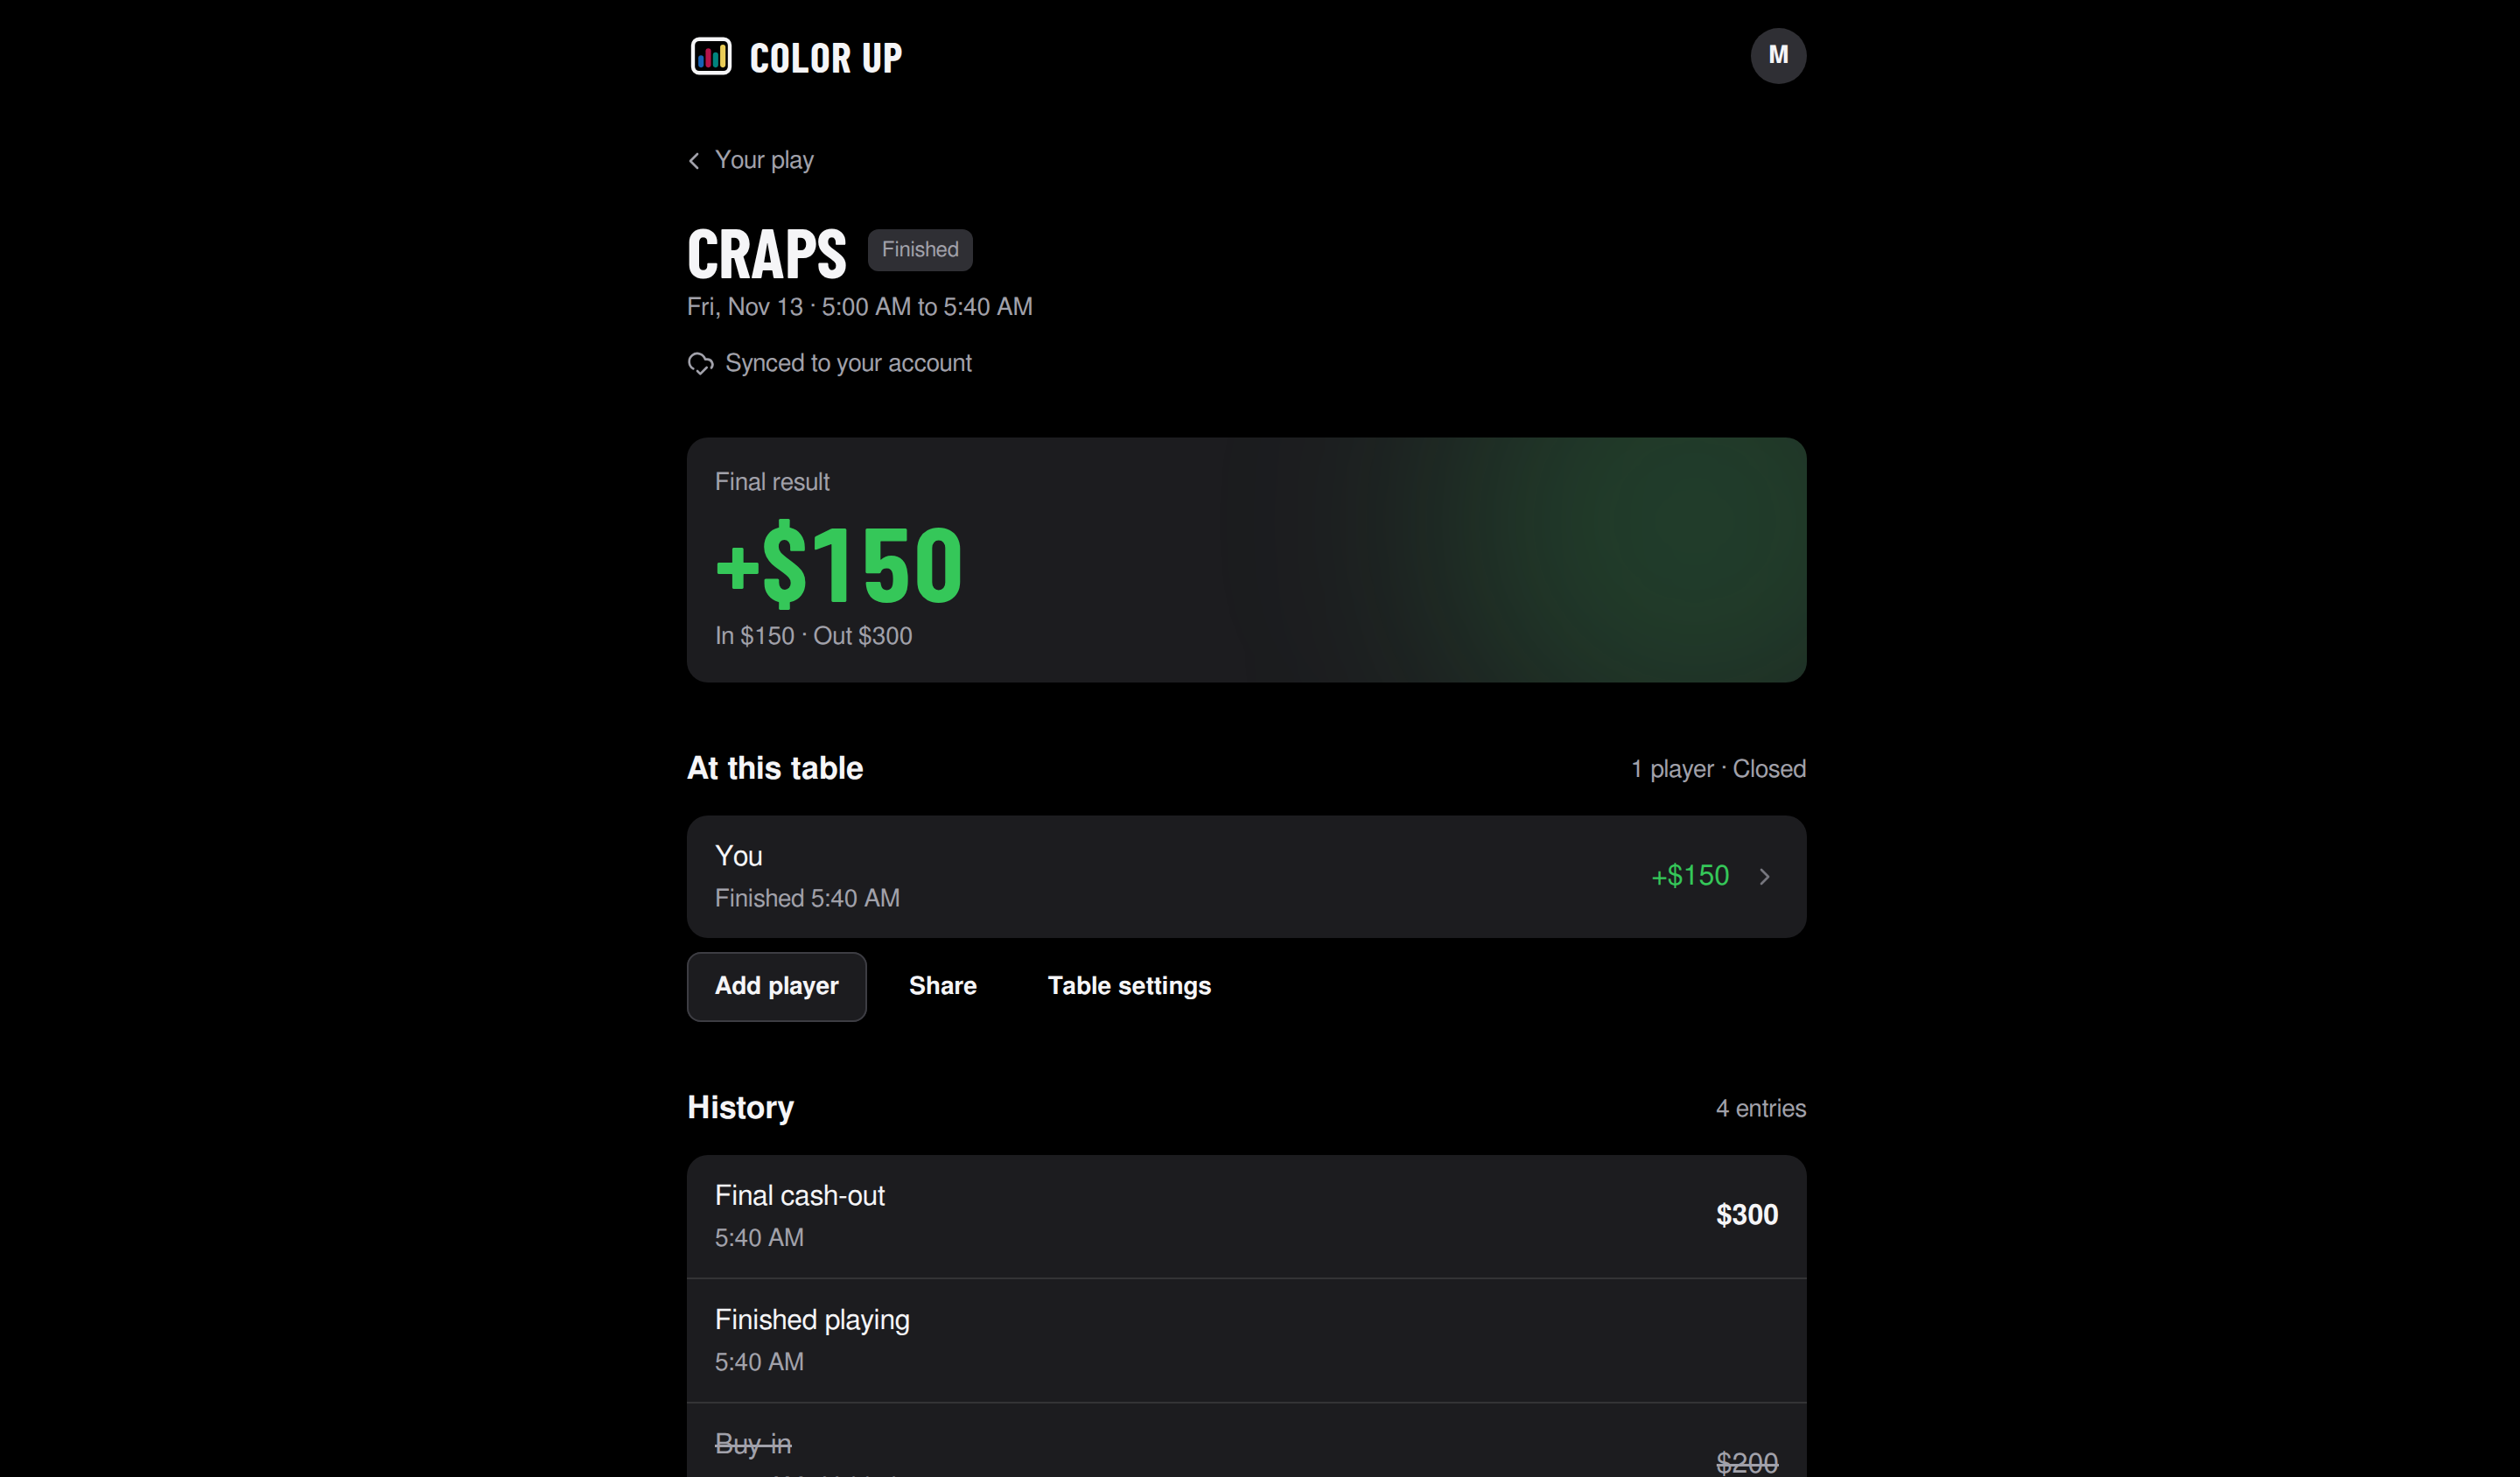 COLOR UP
M
Your play
CRAPS
Finished
Fri, Nov 13 · 5:00 AM to 5:40 AM
Synced to your account
Final result
+$150
In $150 · Out $300
At this table
1 player · Closed
You
Finished 5:40 AM
+$150
Add player
Share
Table settings
History
4 entries
Final cash-out
5:40 AM
$300
Finished playing
5:40 AM
Buy-in
$200